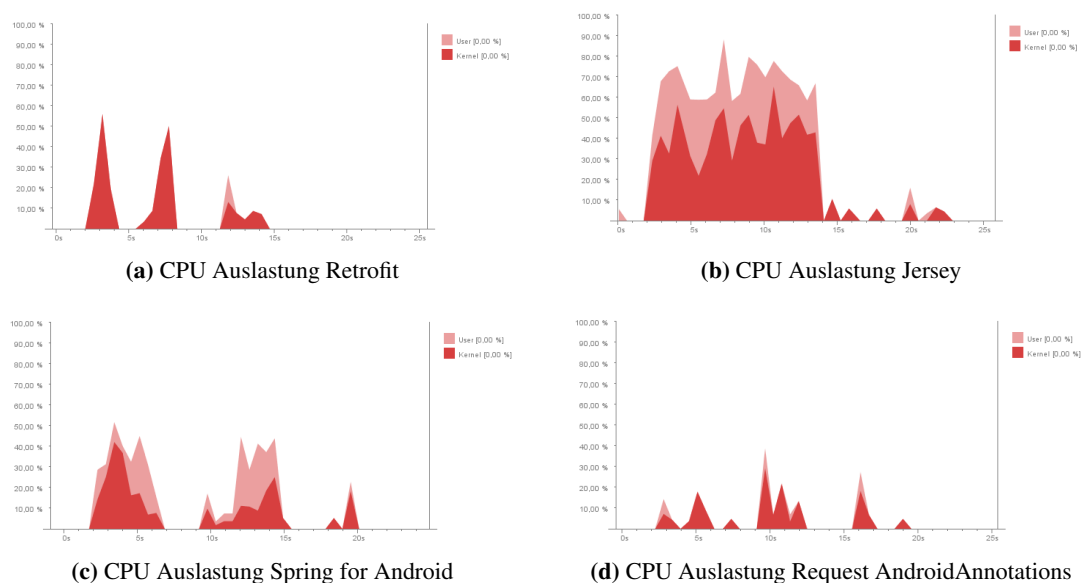 100,00 %
90,00 %
80,00 %
70,00 %
60,00 %
50,00 %
40,00 %
30,00 %
20,00 %
10,00 %
0s
5s
10s
15s
20s
25s
User [0,00 %]
Kernel [0,00 %]
(a) CPU Auslastung Retrofit
100,00 %
90,00 %
80,00 %
70,00 %
60,00 %
50,00 %
40,00 %
30,00 %
20,00 %
10,00 %
0s
5s
10s
15s
20s
25s
User [0,00 %]
Kernel [0,00 %]
(b) CPU Auslastung Jersey
100,00 %
90,00 %
80,00 %
70,00 %
60,00 %
50,00 %
40,00 %
30,00 %
20,00 %
10,00 %
0s
5s
10s
15s
20s
User [0,00 %]
Kernel [0,00 %]
(c) CPU Auslastung Spring for Android
100,00 %
90,00 %
80,00 %
70,00 %
60,00 %
50,00 %
40,00 %
30,00 %
20,00 %
10,00 %
0s
5s
10s
15s
20s
25s
User [0,00 %]
Kernel [0,00 %]
(d) CPU Auslastung Request AndroidAnnotations